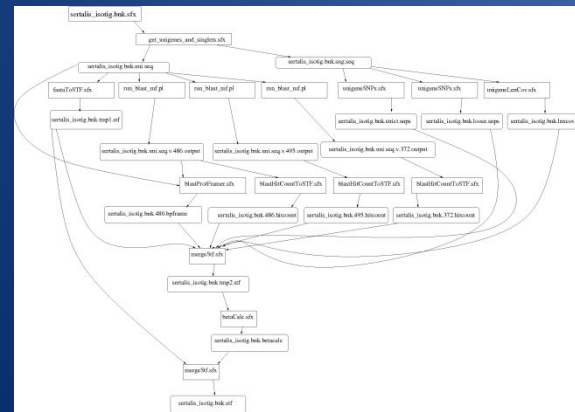 sertalis_isotig.bnk.sfx
get_unigenes_and_singlets.sfx
sertalis_isotig.bnk.uni.seq
sertalis_isotig.bnk.sng.seq
fastaToSTF.sfx
run_blast_mf.pl
run_blast_mf.pl
run_blast_mf.pl
unigeneSNPs.sfx
unigeneSNPs.sfx
unigeneLenCov.sfx
sertalis_isotig.bnk.tmp1.stf
sertalis_isotig.bnk.strict.snps
sertalis_isotig.bnk.loose.snps
sertalis_isotig.bnk.lencov
sertalis_isotig.bnk.uni.seq.v.486.output
sertalis_isotig.bnk.uni.seq.v.495.output
sertalis_isotig.bnk.uni.seq.v.372.output
blastProtFramer.sfx
blastHitCountToSTF.sfx
blastHitCountToSTF.sfx
blastHitCountToSTF.sfx
sertalis_isotig.bnk.486.bpframe
sertalis_isotig.bnk.486.hitcount
sertalis_isotig.bnk.495.hitcount
sertalis_isotig.bnk.372.hitcount
mergeStf.sfx
sertalis_isotig.bnk.tmp2.stf
betaCalc.sfx
sertalis_isotig.bnk.betacalc
mergeStf.sfx
sertalis_isotig.bnk.stf